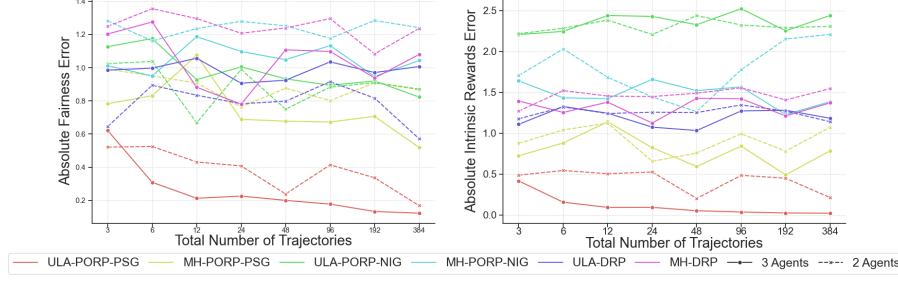 1.4
1.2
1.0
0.8
0.6
0.4
0.2
Absolute Fairness Error
3 6 12 24 48 96 192 384
Total Number of Trajectories
2.5
2.0
1.5
1.0
0.5
0.0
Absolute Intrinsic Rewards Error
3 6 12 24 48 96 192 384
Total Number of Trajectories
ULA-PORP-PSG MH-PORP-PSG ULA-PORP-NIG MH-PORP-NIG ULA-DRP MH-DRP 3 Agents 2 Agents